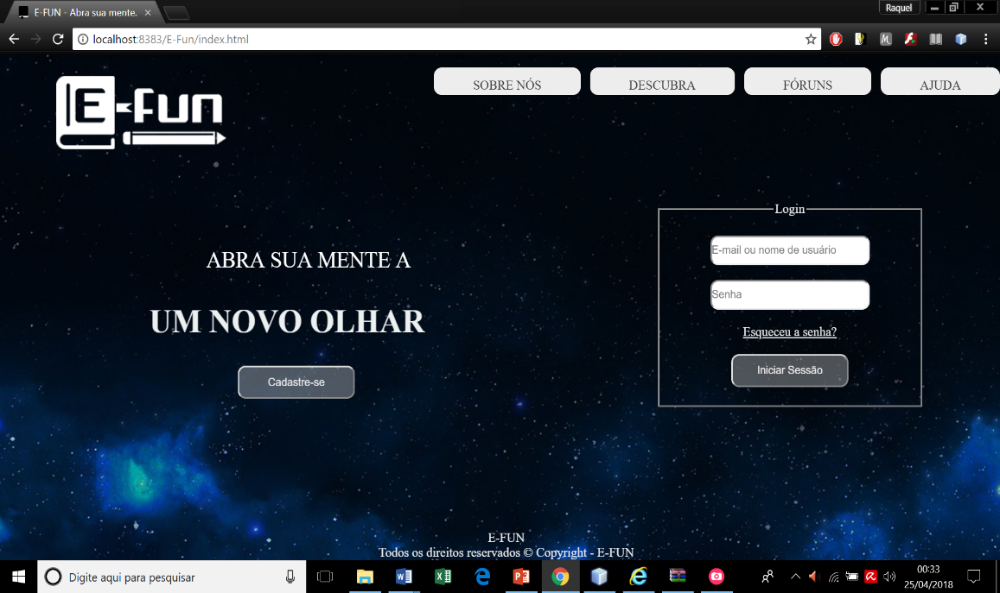 E-FUN - Abra sua mente.
Raquel
localhost:8383/E-Fun/index.html
E-Fun
SOBRE NÓS
DESCUBRA
FÓRUNS
AJUDA
Login
E-mail ou nome de usuário
Senha
Esqueceu a senha?
Iniciar Sessão
ABRA SUA MENTE A
UM NOVO OLHAR
Cadastre-se
E-FUN
Todos os direitos reservados © Copyright - E-FUN
Digite aqui para pesquisar
00:33
25/04/2018